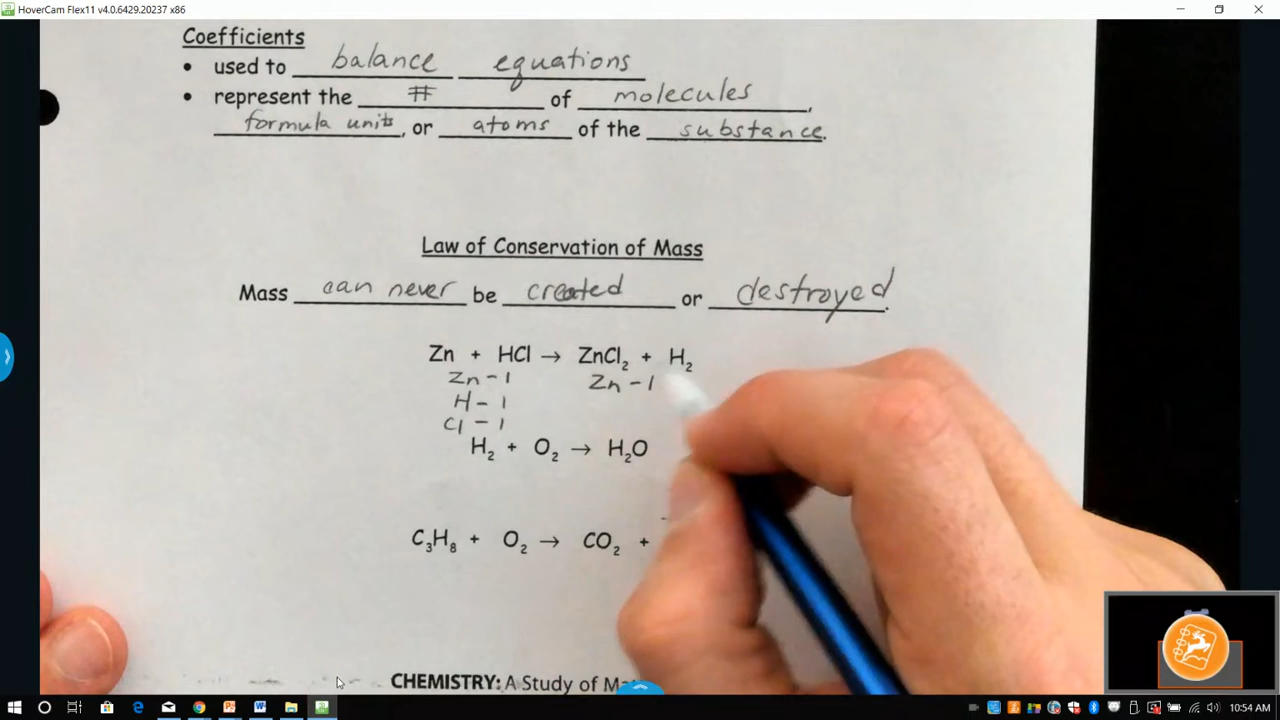 HoverCam Flex11 v4.0.6429.20237 x86
Coefficients
• used to balance equations
• represent the # of molecules,
formula units, or atoms of the substance.
Law of Conservation of Mass
Mass can never be created or destroyed.
Zn + HCl → ZnCl₂ + H₂
Zn - 1 Zn - 1
H - 1
Cl - 1
H₂ + O₂ → H₂O
C₃H₈ + O₂ → CO₂ +
CHEMISTRY: A Study of M
10:54 AM